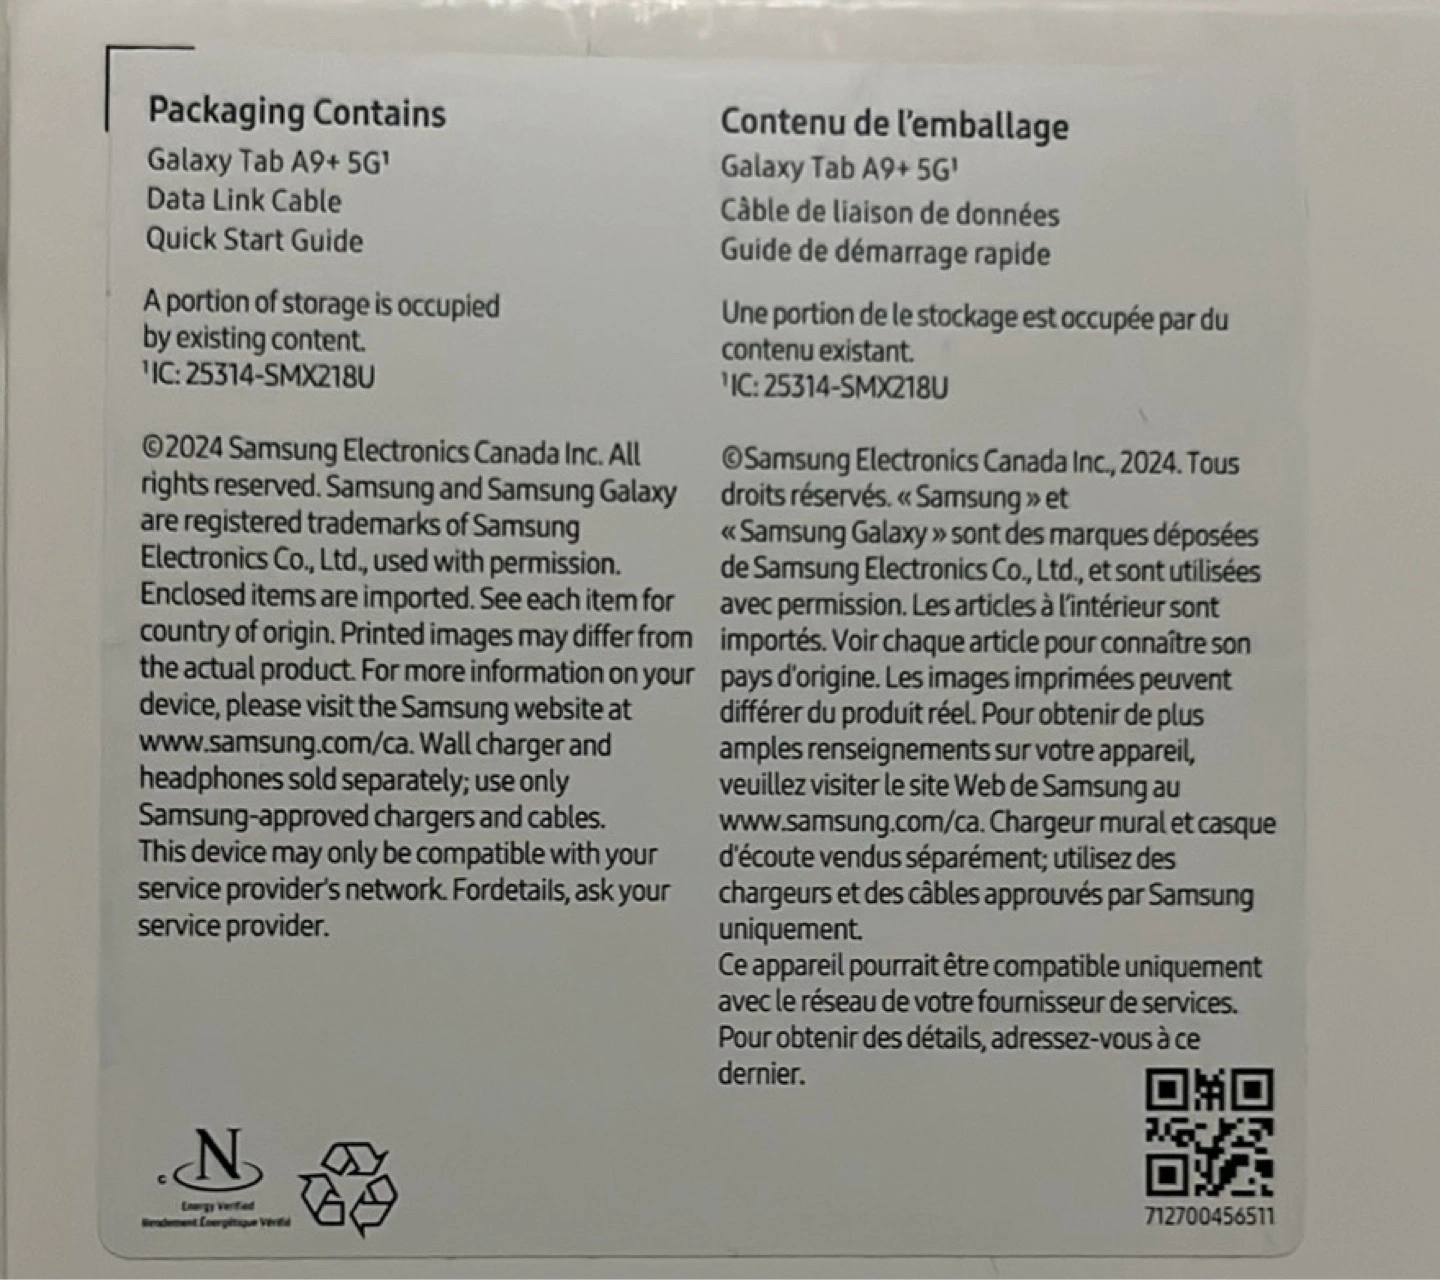 Packaging Contains
Galaxy Tab A9+ 5G¹
Data Link Cable
Quick Start Guide
A portion of storage is occupied
by existing content.
¹IC: 25314-SMX218U
©2024 Samsung Electronics Canada Inc. All
rights reserved. Samsung and Samsung Galaxy
are registered trademarks of Samsung
Electronics Co., Ltd., used with permission.
Enclosed items are imported. See each item for
country of origin. Printed images may differ from
the actual product. For more information on your
device, please visit the Samsung website at
www.samsung.com/ca. Wall charger and
headphones sold separately; use only
Samsung-approved chargers and cables.
This device may only be compatible with your
service provider's network. Fordetails, ask your
service provider.
Contenu de l'emballage
Galaxy Tab A9+ 5G¹
Câble de liaison de données
Guide de démarrage rapide
Une portion de le stockage est occupée par du
contenu existant.
¹IC: 25314-SMX218U
©Samsung Electronics Canada Inc., 2024. Tous
droits réservés. « Samsung » et
« Samsung Galaxy » sont des marques déposées
de Samsung Electronics Co., Ltd., et sont utilisées
avec permission. Les articles à l'intérieur sont
importés. Voir chaque article pour connaître son
pays d'origine. Les images imprimées peuvent
différer du produit réel. Pour obtenir de plus
amples renseignements sur votre appareil,
veuillez visiter le site Web de Samsung au
www.samsung.com/ca. Chargeur mural et casque
d'écoute vendus séparément; utilisez des
chargeurs et des câbles approuvés par Samsung
uniquement.
Ce appareil pourrait être compatible uniquement
avec le réseau de votre fournisseur de services.
Pour obtenir des détails, adressez-vous à ce
dernier.
c N
Energy Verified
Rendement Énergétique Vérifié
712700456511